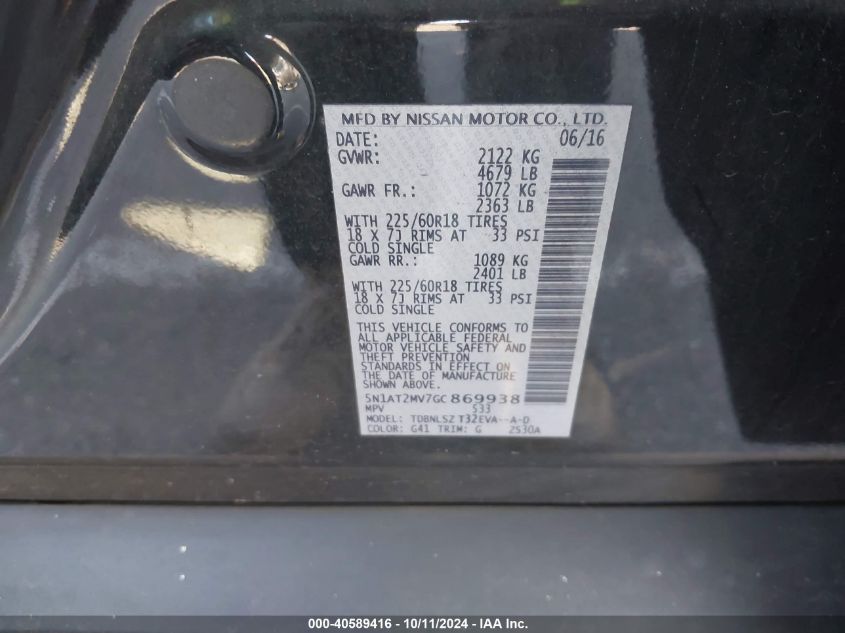 MFD BY NISSAN MOTOR CO., LTD.
DATE: 06/16
GVWR: 2122 KG
4679 LB
GAWR FR.: 1072 KG
2363 LB
WITH 225/60R18 TIRES
18 X 7J RIMS AT 33 PSI
COLD SINGLE
GAWR RR.: 1089 KG
2401 LB
WITH 225/60R18 TIRES
18 X 7J RIMS AT 33 PSI
COLD SINGLE
THIS VEHICLE CONFORMS TO
ALL APPLICABLE FEDERAL
MOTOR VEHICLE SAFETY AND
THEFT PREVENTION
STANDARDS IN EFFECT ON
THE DATE OF MANUFACTURE
SHOWN ABOVE.
5N1AT2MV7GC869938
MPV S33
MODEL: TDBNLSZ T32EVA--A-D
COLOR: G41 TRIM: G 2S30A
000-40589416 - 10/11/2024 - IAA Inc.